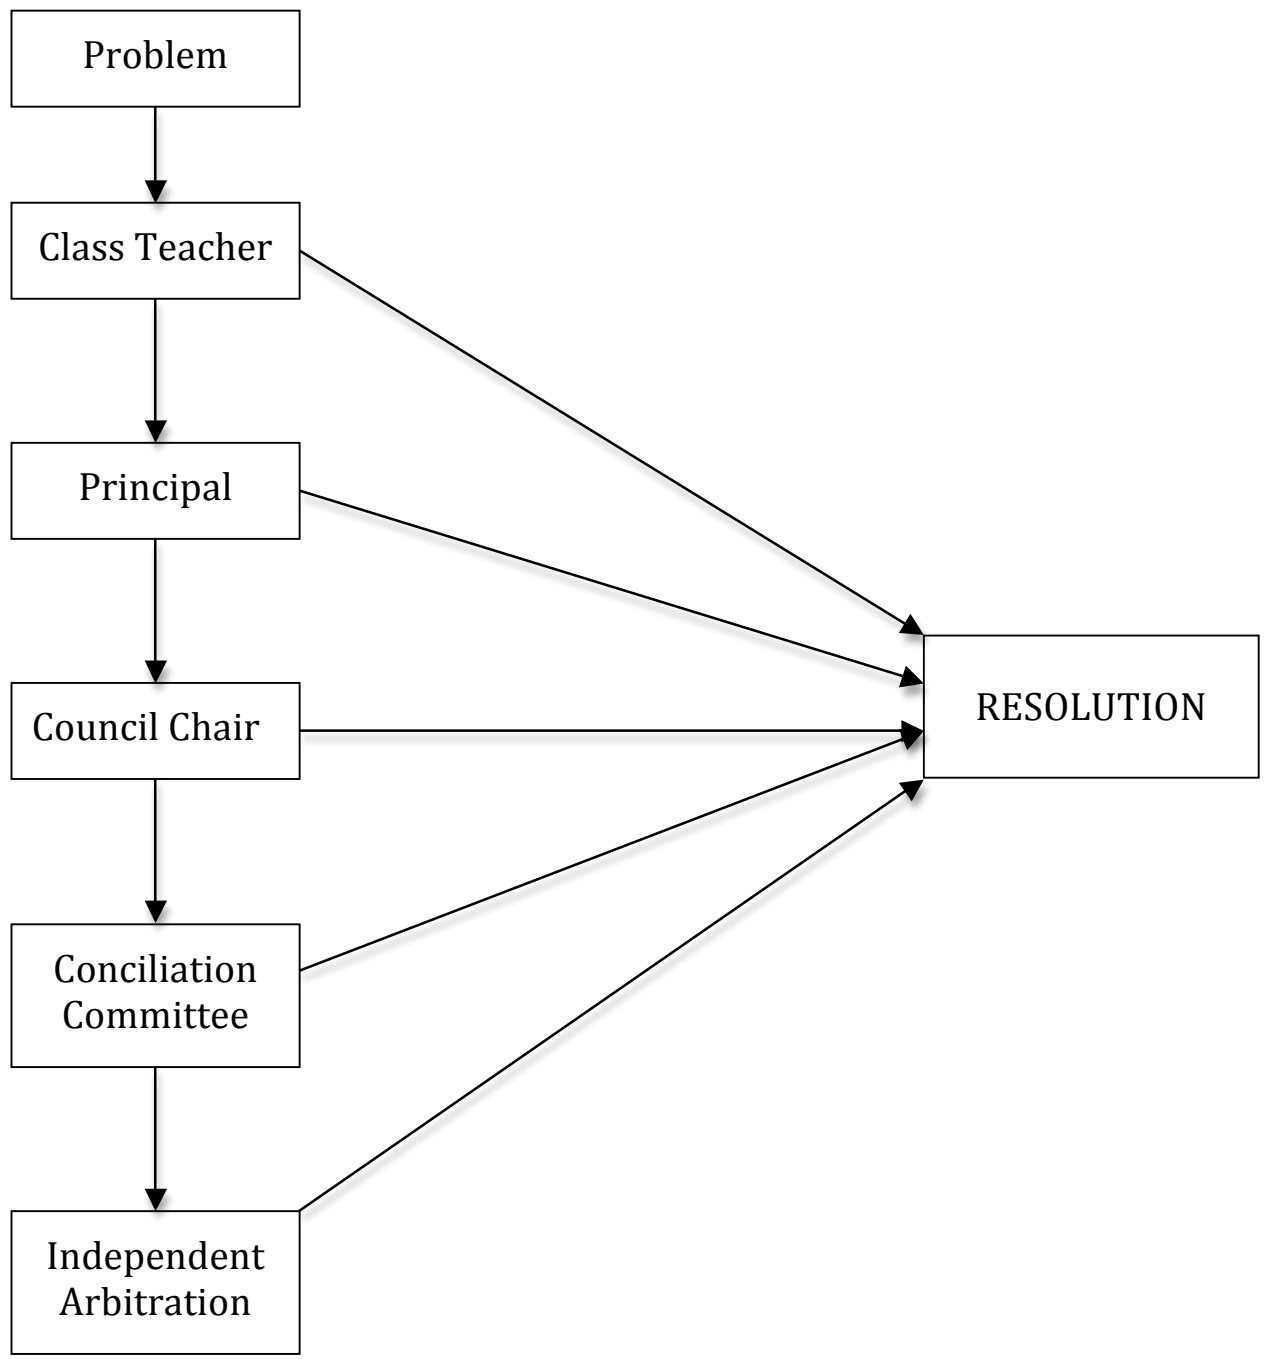 Problem
Class Teacher
Principal
RESOLUTION
Council Chair
Conciliation
Committee
Independent
Arbitration